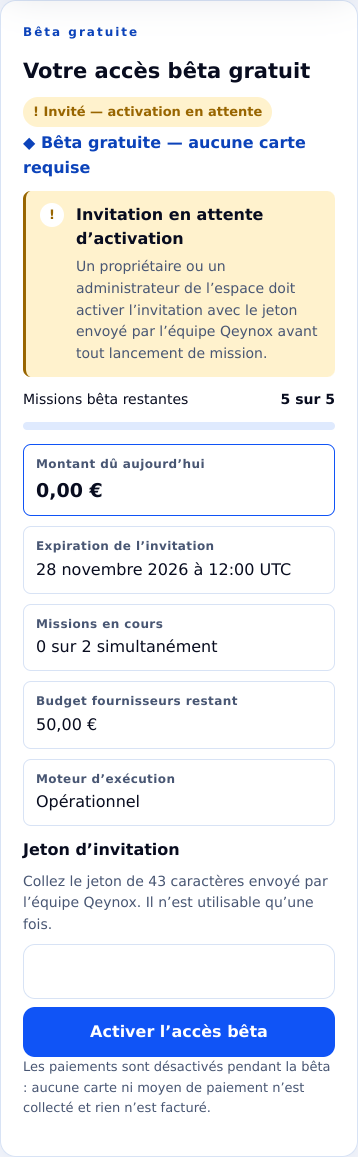 Bêta gratuite
Votre accès bêta gratuit
! Invité — activation en attente
◆ Bêta gratuite — aucune carte
requise
! Invitation en attente
d’activation
Un propriétaire ou un
administrateur de l’espace doit
activer l’invitation avec le jeton
envoyé par l’équipe Qeynox avant
tout lancement de mission.
Missions bêta restantes 5 sur 5
Montant dû aujourd’hui
0,00 €
Expiration de l’invitation
28 novembre 2026 à 12:00 UTC
Missions en cours
0 sur 2 simultanément
Budget fournisseurs restant
50,00 €
Moteur d’exécution
Opérationnel
Jeton d’invitation
Collez le jeton de 43 caractères envoyé par
l’équipe Qeynox. Il n’est utilisable qu’une
fois.
Activer l’accès bêta
Les paiements sont désactivés pendant la bêta
: aucune carte ni moyen de paiement n’est
collecté et rien n’est facturé.